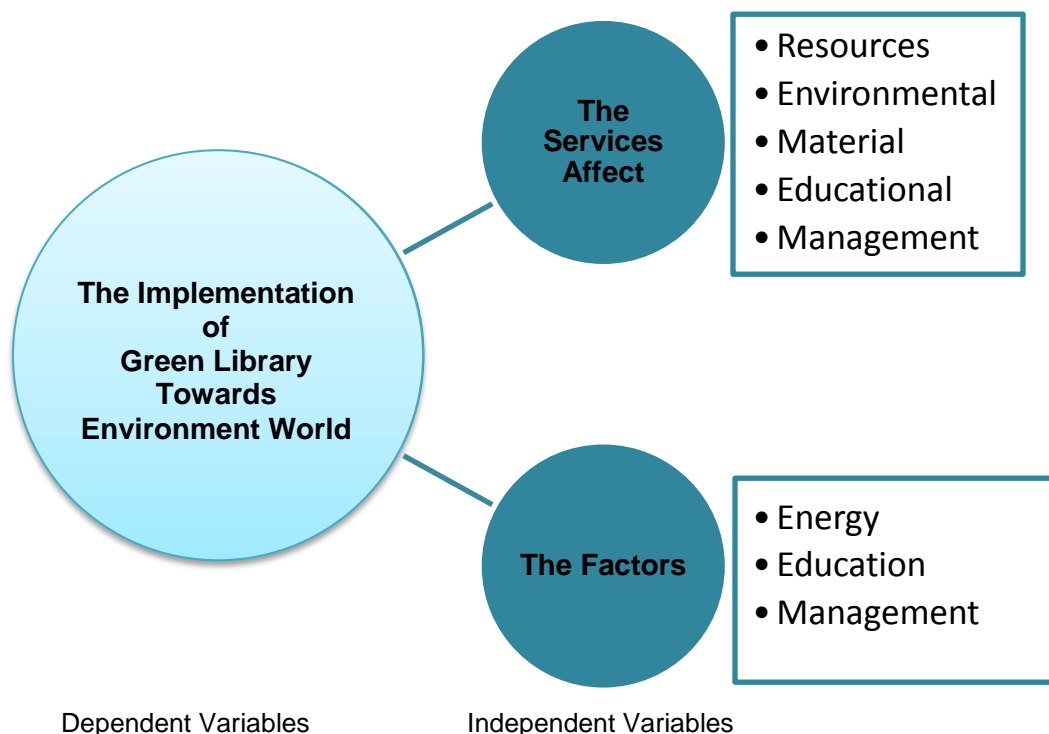 The Implementation
of
Green Library
Towards
Environment World
The
Services
Affect
• Resources
• Environmental
• Material
• Educational
• Management
The Factors
• Energy
• Education
• Management
Dependent Variables
Independent Variables